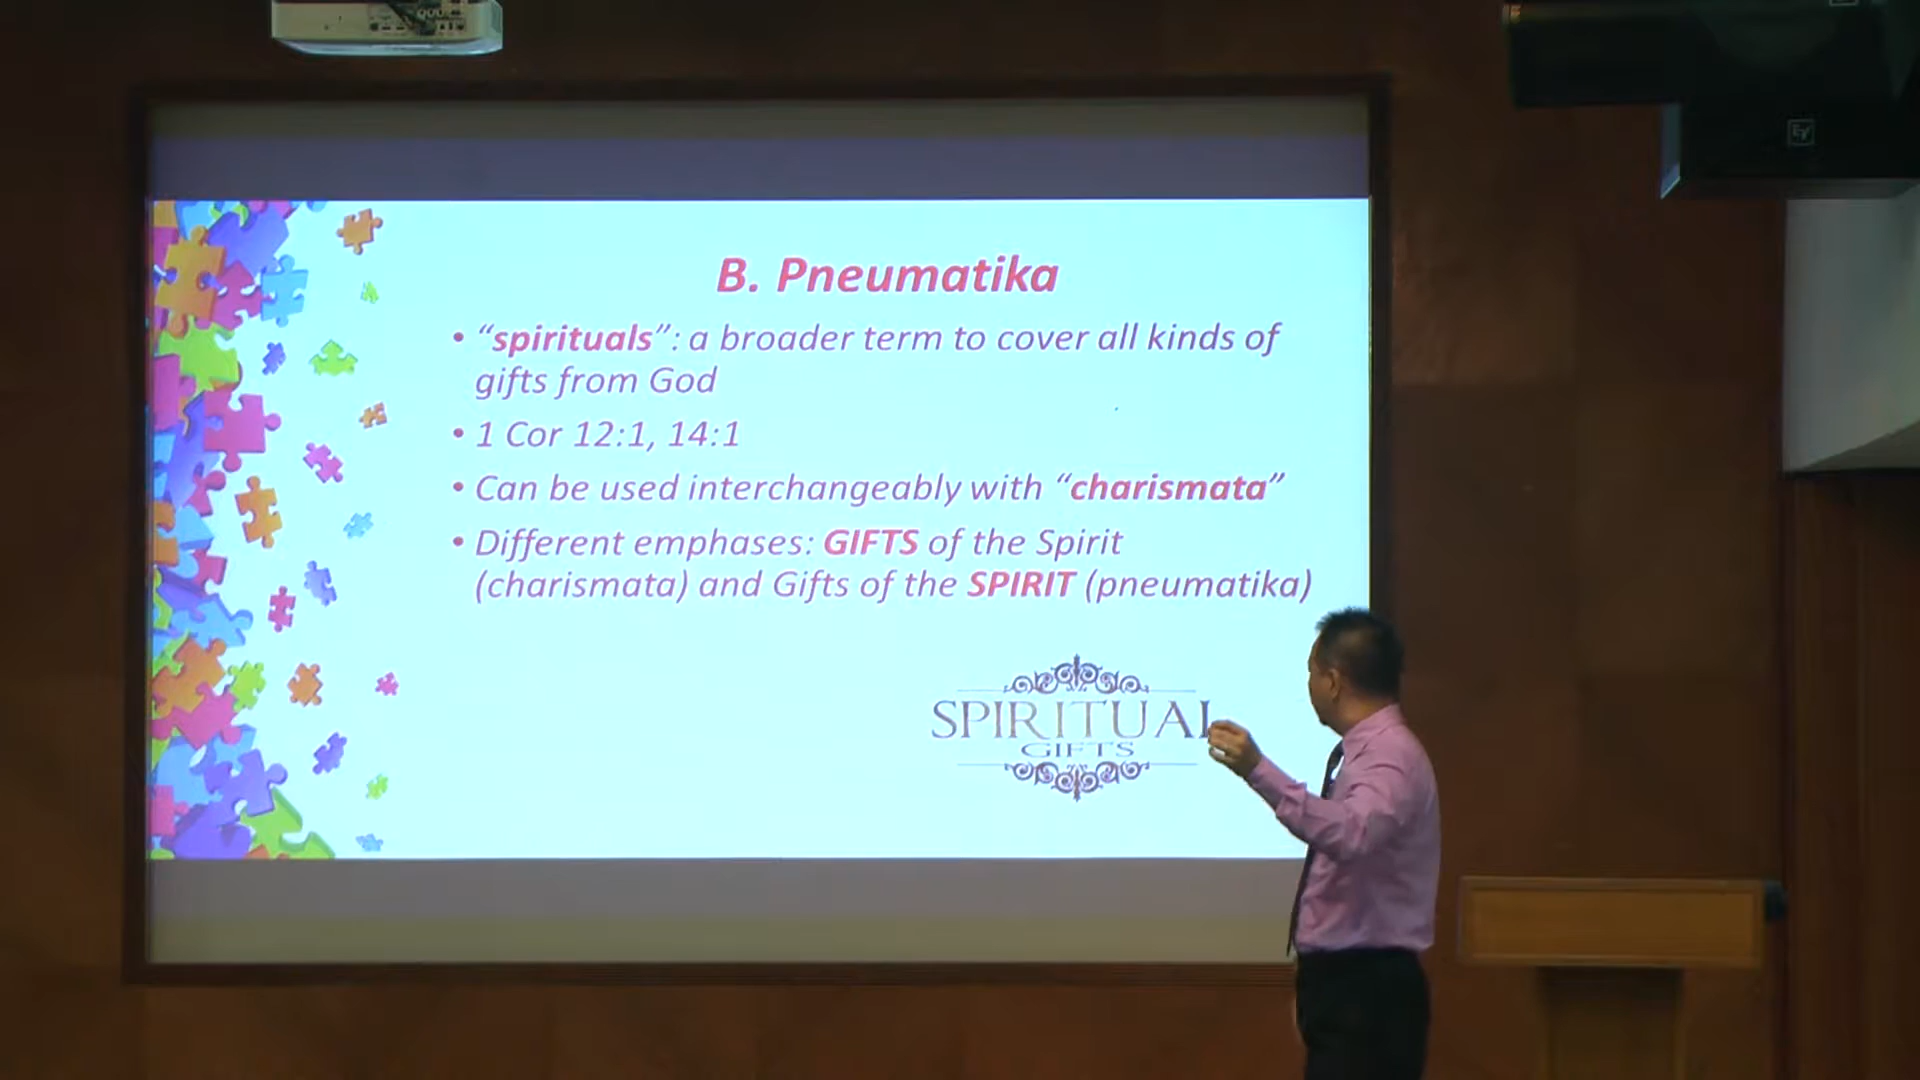 B. Pneumatika
• “spirituals”: a broader term to cover all kinds of
gifts from God
• 1 Cor 12:1, 14:1
• Can be used interchangeably with “charismata”
• Different emphases: GIFTS of the Spirit
(charismata) and Gifts of the SPIRIT (pneumatika)
SPIRITUAL
GIFTS
EV